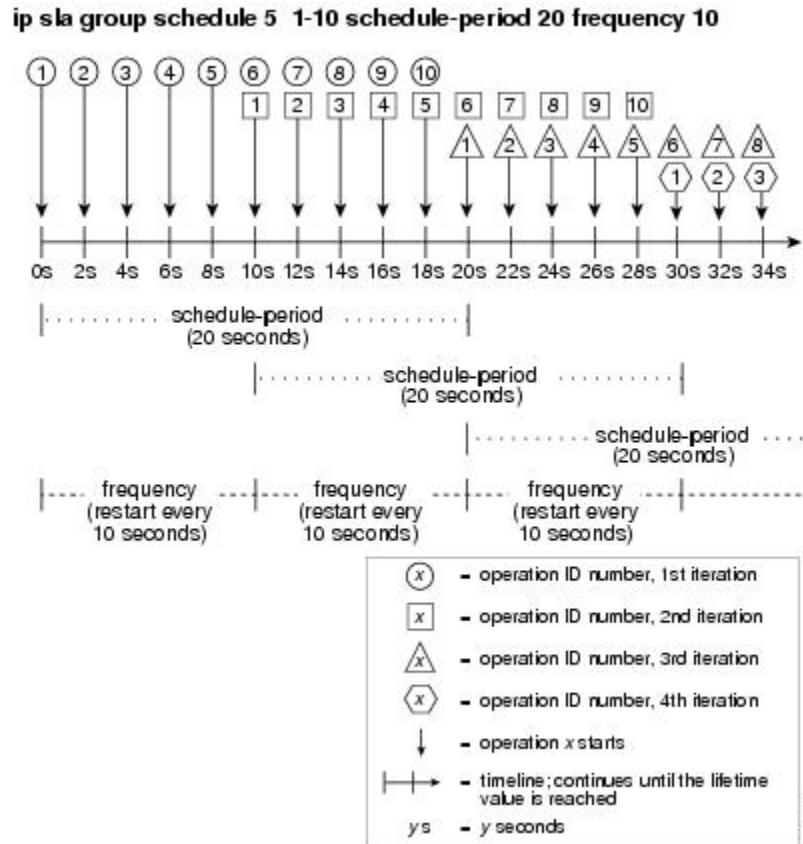 ip sla group schedule 5 1-10 schedule-period 20 frequency 10
1 2 3 4 5 6 7 8 9 10
1 2 3 4 5 6 7 8 9 10
1 2 3 4 5 6 7 8
1 2 3
0s 2s 4s 6s 8s 10s 12s 14s 16s 18s 20s 22s 24s 26s 28s 30s 32s 34s
schedule-period
(20 seconds)
schedule-period
(20 seconds)
schedule-period
(20 seconds)
frequency
(restart every
10 seconds)
frequency
(restart every
10 seconds)
frequency
(restart every
10 seconds)
x = operation ID number, 1st iteration
x = operation ID number, 2nd iteration
x = operation ID number, 3rd iteration
x = operation ID number, 4th iteration
= operation x starts
= timeline; continues until the lifetime
value is reached
y s = y seconds